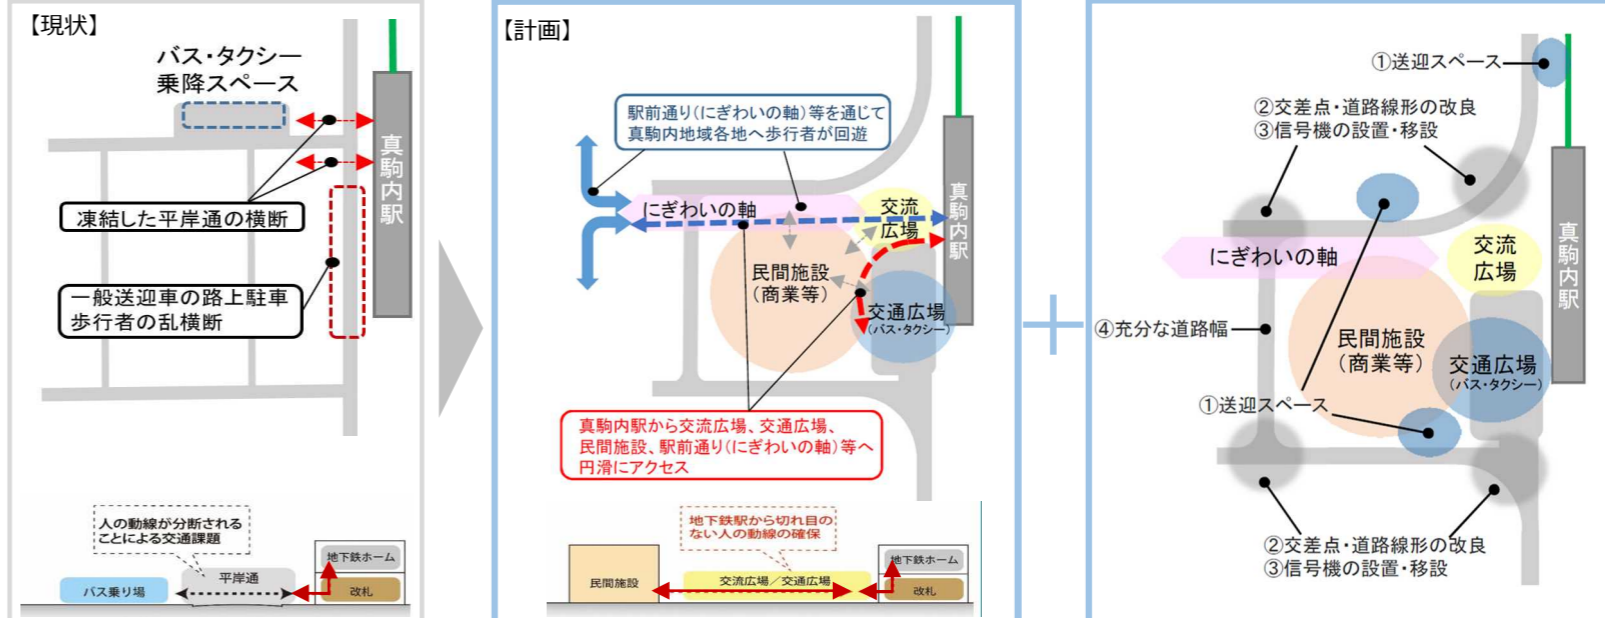 【現状】
バス・タクシー
乗降スペース
真駒内駅
凍結した平岸通の横断
一般送迎車の路上駐車
歩行者の乱横断
人の動線が分断される
ことによる交通課題
バス乗り場
平岸通
地下鉄ホーム
改札
【計画】
駅前通り(にぎわいの軸)等を通じて
真駒内地域各地へ歩行者が回遊
にぎわいの軸
交流
広場
真駒内駅
民間施設
(商業等)
交通広場
(バス・タクシー)
真駒内駅から交流広場、交通広場、
民間施設、駅前通り(にぎわいの軸)等へ
円滑にアクセス
地下鉄駅から切れ目の
ない人の動線の確保
民間施設
交流広場/交通広場
地下鉄ホーム
改札
①送迎スペース
②交差点・道路線形の改良
③信号機の設置・移設
真駒内駅
にぎわいの軸
交流
広場
④充分な道路幅
民間施設
(商業等)
交通広場
(バス・タクシー)
①送迎スペース
②交差点・道路線形の改良
③信号機の設置・移設